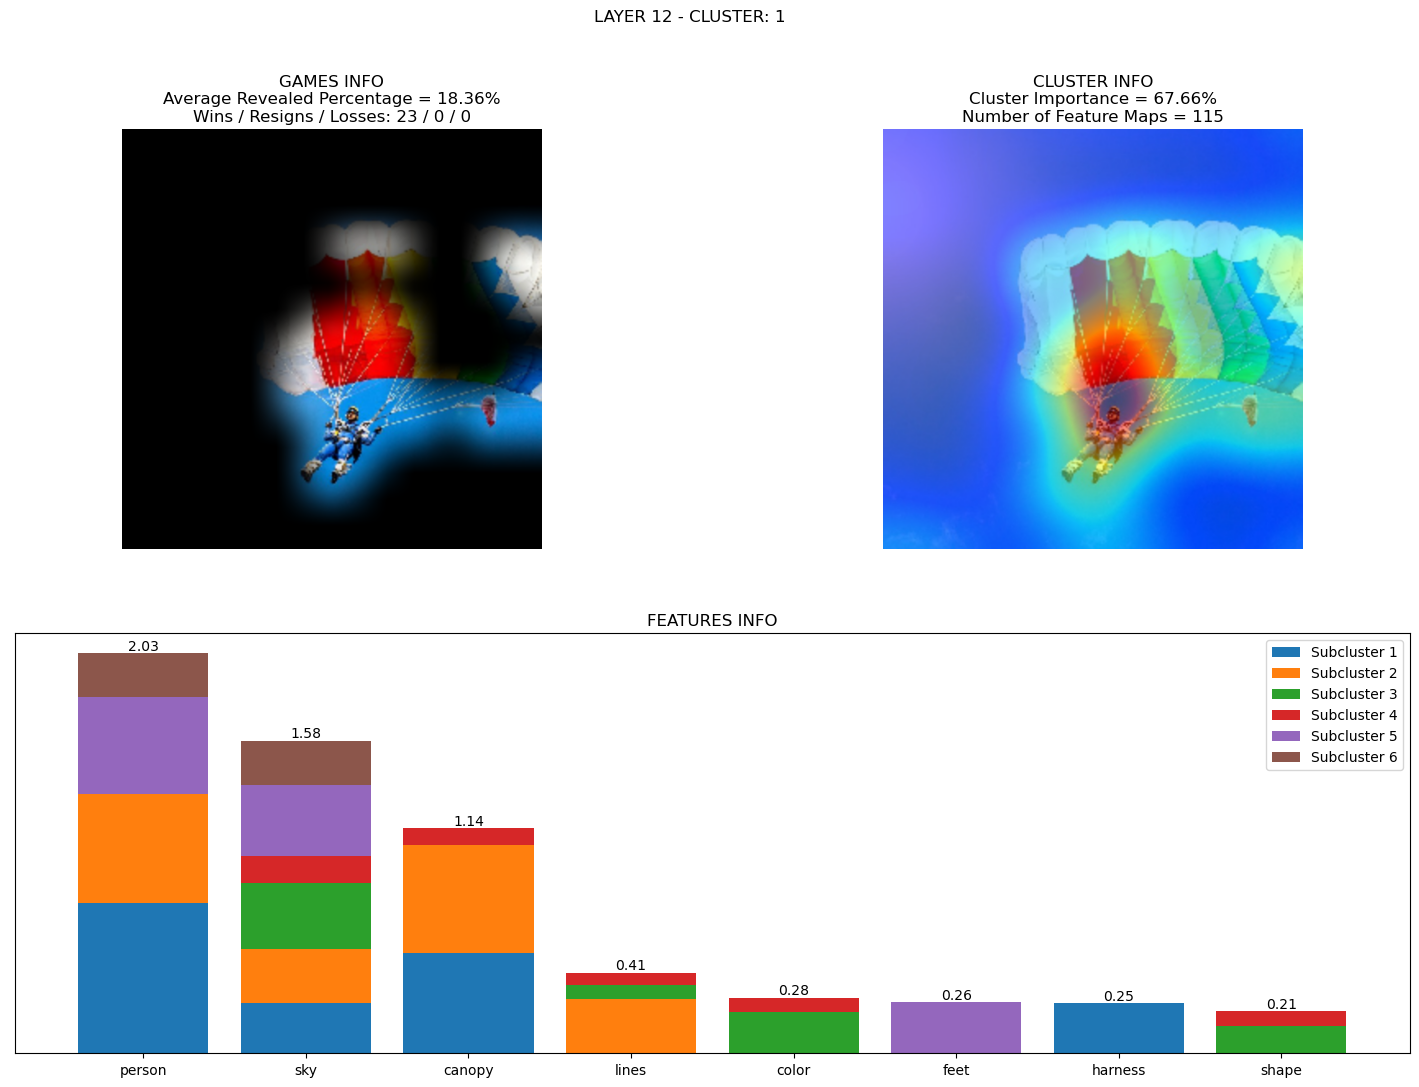 LAYER 12 - CLUSTER: 1
GAMES INFO
Average Revealed Percentage = 18.36%
Wins / Resigns / Losses: 23 / 0 / 0
CLUSTER INFO
Cluster Importance = 67.66%
Number of Feature Maps = 115
FEATURES INFO
2.03
1.58
1.14
0.41
0.28
0.26
0.25
0.21
Subcluster 1
Subcluster 2
Subcluster 3
Subcluster 4
Subcluster 5
Subcluster 6
person
sky
canopy
lines
color
feet
harness
shape